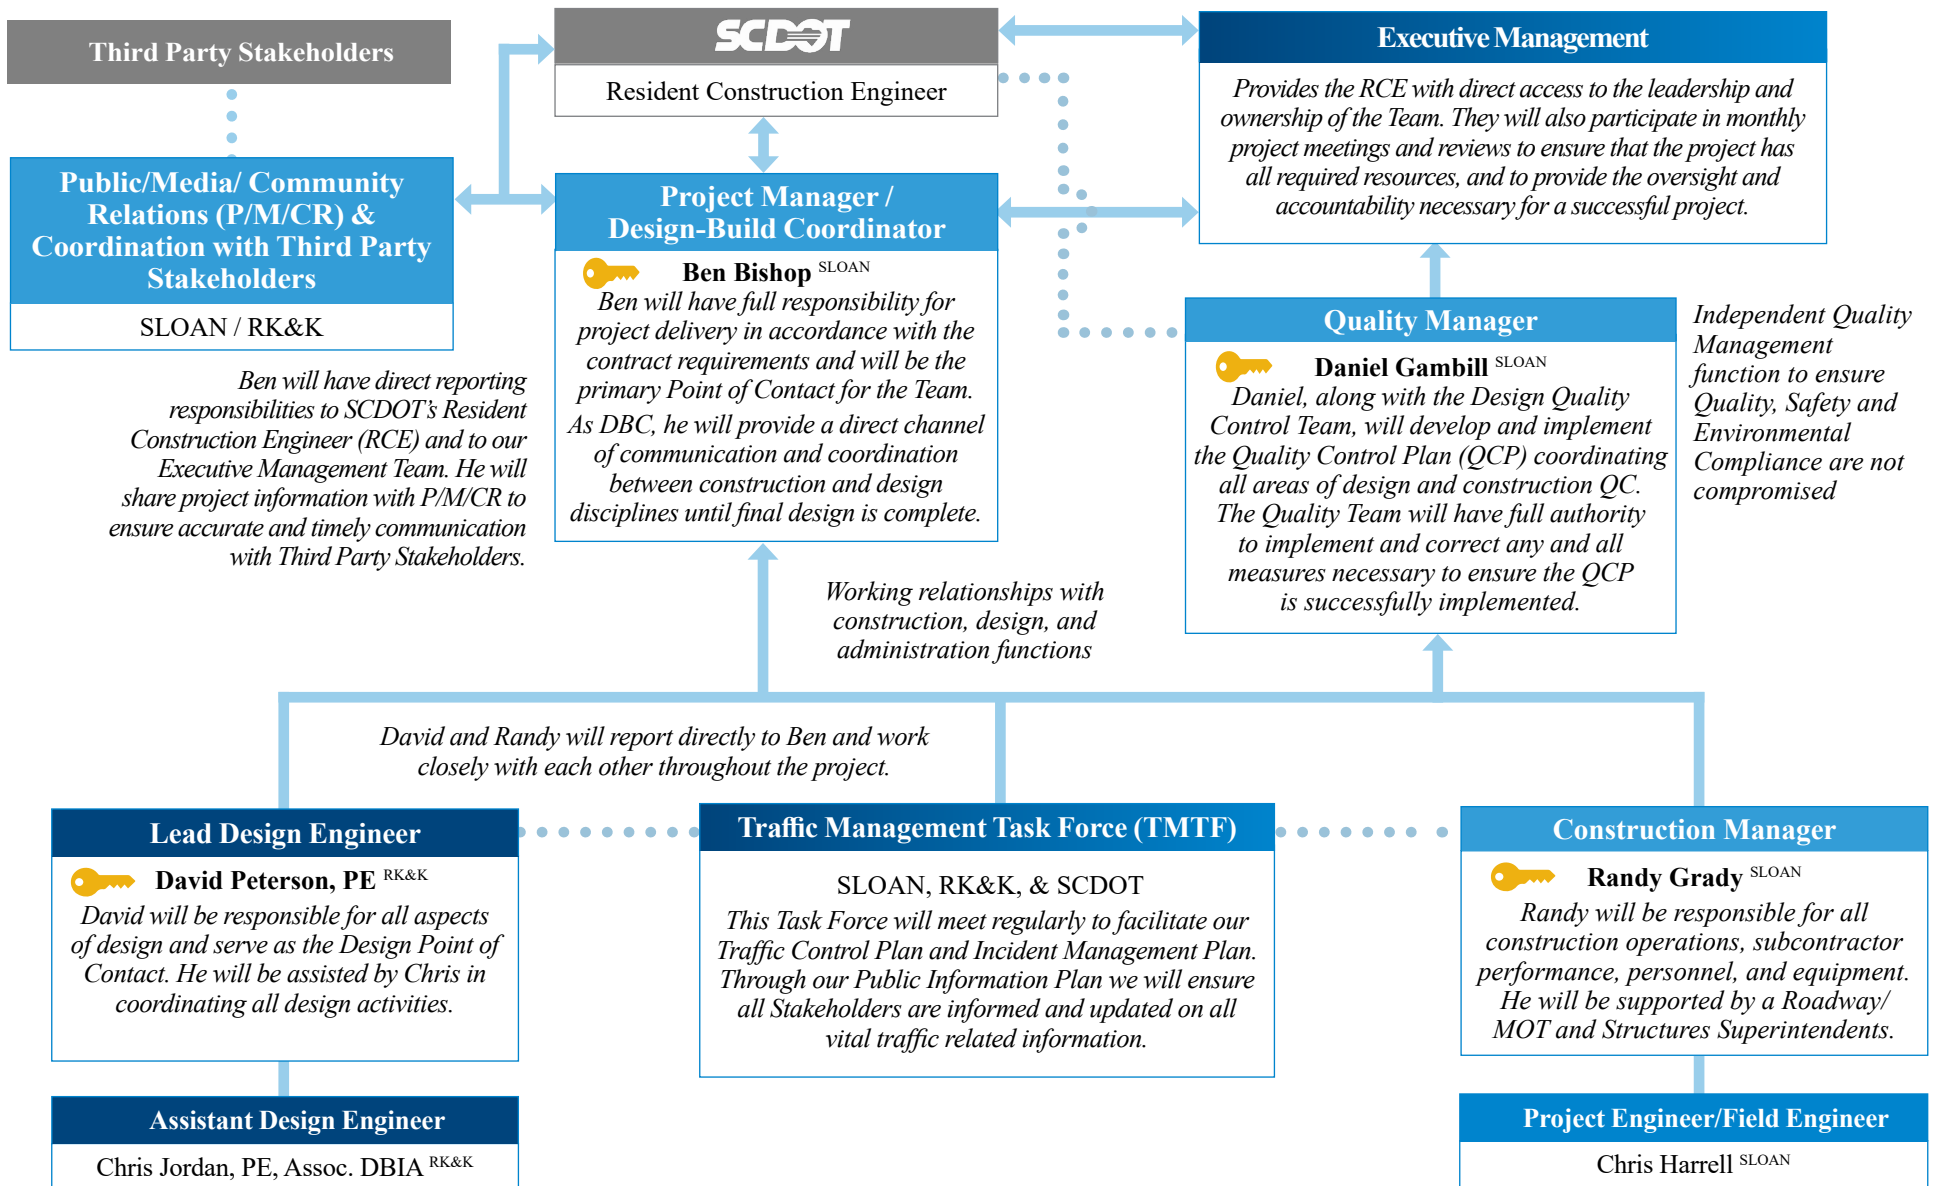 Third Party Stakeholders
SCDOT
Resident Construction Engineer
Executive Management
Provides the RCE with direct access to the leadership and
ownership of the Team. They will also participate in monthly
project meetings and reviews to ensure that the project has
all required resources, and to provide the oversight and
accountability necessary for a successful project.
Public/Media/ Community
Relations (P/M/CR) &
Coordination with Third Party
Stakeholders
SLOAN / RK&K
Project Manager /
Design-Build Coordinator
Ben Bishop SLOAN
Ben will have full responsibility for
project delivery in accordance with the
contract requirements and will be the
primary Point of Contact for the Team.
As DBC, he will provide a direct channel
of communication and coordination
between construction and design
disciplines until final design is complete.
Ben will have direct reporting
responsibilities to SCDOT's Resident
Construction Engineer (RCE) and to our
Executive Management Team. He will
share project information with P/M/CR to
ensure accurate and timely communication
with Third Party Stakeholders.
Quality Manager
Daniel Gambill SLOAN
Daniel, along with the Design Quality
Control Team, will develop and implement
the Quality Control Plan (QCP) coordinating
all areas of design and construction QC.
The Quality Team will have full authority
to implement and correct any and all
measures necessary to ensure the QCP
is successfully implemented.
Independent Quality
Management
function to ensure
Quality, Safety and
Environmental
Compliance are not
compromised
Working relationships with
construction, design, and
administration functions
David and Randy will report directly to Ben and work
closely with each other throughout the project.
Lead Design Engineer
David Peterson, PE RK&K
David will be responsible for all aspects
of design and serve as the Design Point of
Contact. He will be assisted by Chris in
coordinating all design activities.
Traffic Management Task Force (TMTF)
SLOAN, RK&K, & SCDOT
This Task Force will meet regularly to facilitate our
Traffic Control Plan and Incident Management Plan.
Through our Public Information Plan we will ensure
all Stakeholders are informed and updated on all
vital traffic related information.
Construction Manager
Randy Grady SLOAN
Randy will be responsible for all
construction operations, subcontractor
performance, personnel, and equipment.
He will be supported by a Roadway/
MOT and Structures Superintendents.
Assistant Design Engineer
Chris Jordan, PE, Assoc. DBIA RK&K
Project Engineer/Field Engineer
Chris Harrell SLOAN